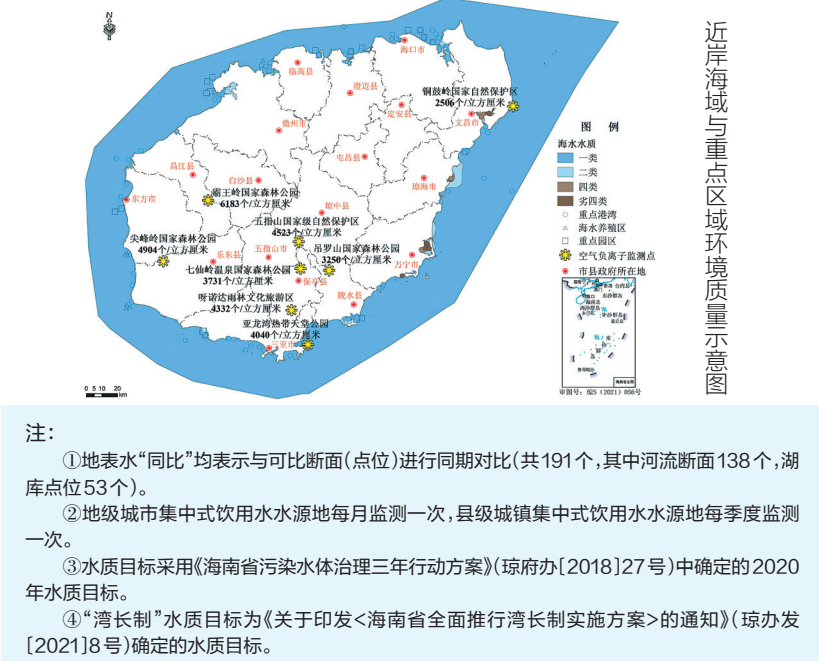 近岸海域与重点区域环境质量示意图
N
海口市
临高县
澄迈县
铜鼓岭国家自然保护区
2506个/立方厘米
定安县
文昌市
儋州市
屯昌县
昌江县
白沙县
琼海市
霸王岭国家森林公园
6183个/立方厘米
东方市
琼中县
五指山国家级自然保护区
4523个/立方厘米
尖峰岭国家森林公园
4904个/立方厘米
乐东县
五指山市
吊罗山国家森林公园
3250个/立方厘米
万宁市
七仙岭温泉国家森林公园
3731个/立方厘米
保亭县
呀诺达雨林文化旅游区
4332个/立方厘米
陵水县
亚龙湾热带天堂公园
4040个/立方厘米
三亚市
0 5 10 20
km
图 例
海水水质
一类
二类
四类
劣四类
重点港湾
海水养殖区
重点园区
空气负离子监测点
市县政府所在地
海南省全图
审图号：琼S（2021）056号
注：
①地表水“同比”均表示与可比断面（点位）进行同期对比（共191个，其中河流断面138个，湖
库点位53个）。
②地级城市集中式饮用水水源地每月监测一次，县级城镇集中式饮用水水源地每季度监测
一次。
③水质目标采用《海南省污染水体治理三年行动方案》（琼府办[2018]27号）中确定的2020
年水质目标。
④“湾长制”水质目标为《关于印发<海南省全面推行湾长制实施方案>的通知》（琼办发
[2021]8号）确定的水质目标。